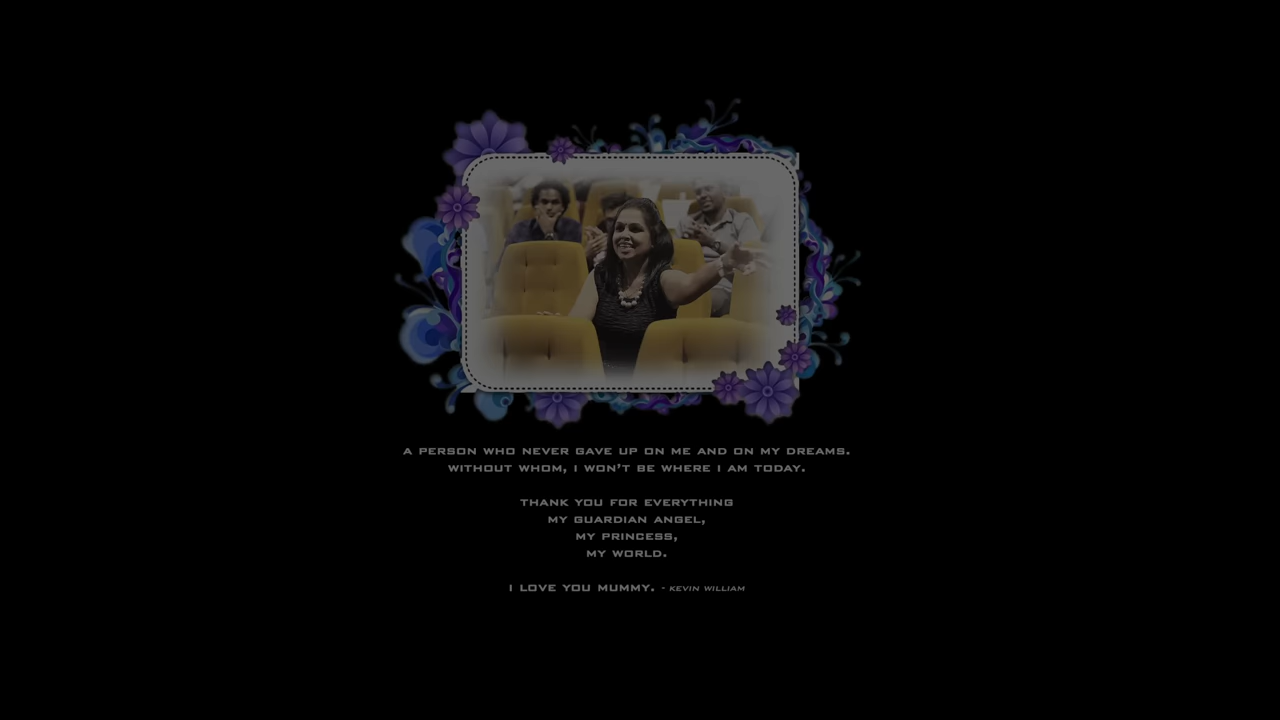 A PERSON WHO NEVER GAVE UP ON ME AND ON MY DREAMS.
WITHOUT WHOM, I WON'T BE WHERE I AM TODAY.
THANK YOU FOR EVERYTHING
MY GUARDIAN ANGEL,
MY PRINCESS,
MY WORLD.
I LOVE YOU MUMMY. - KEVIN WILLIAM